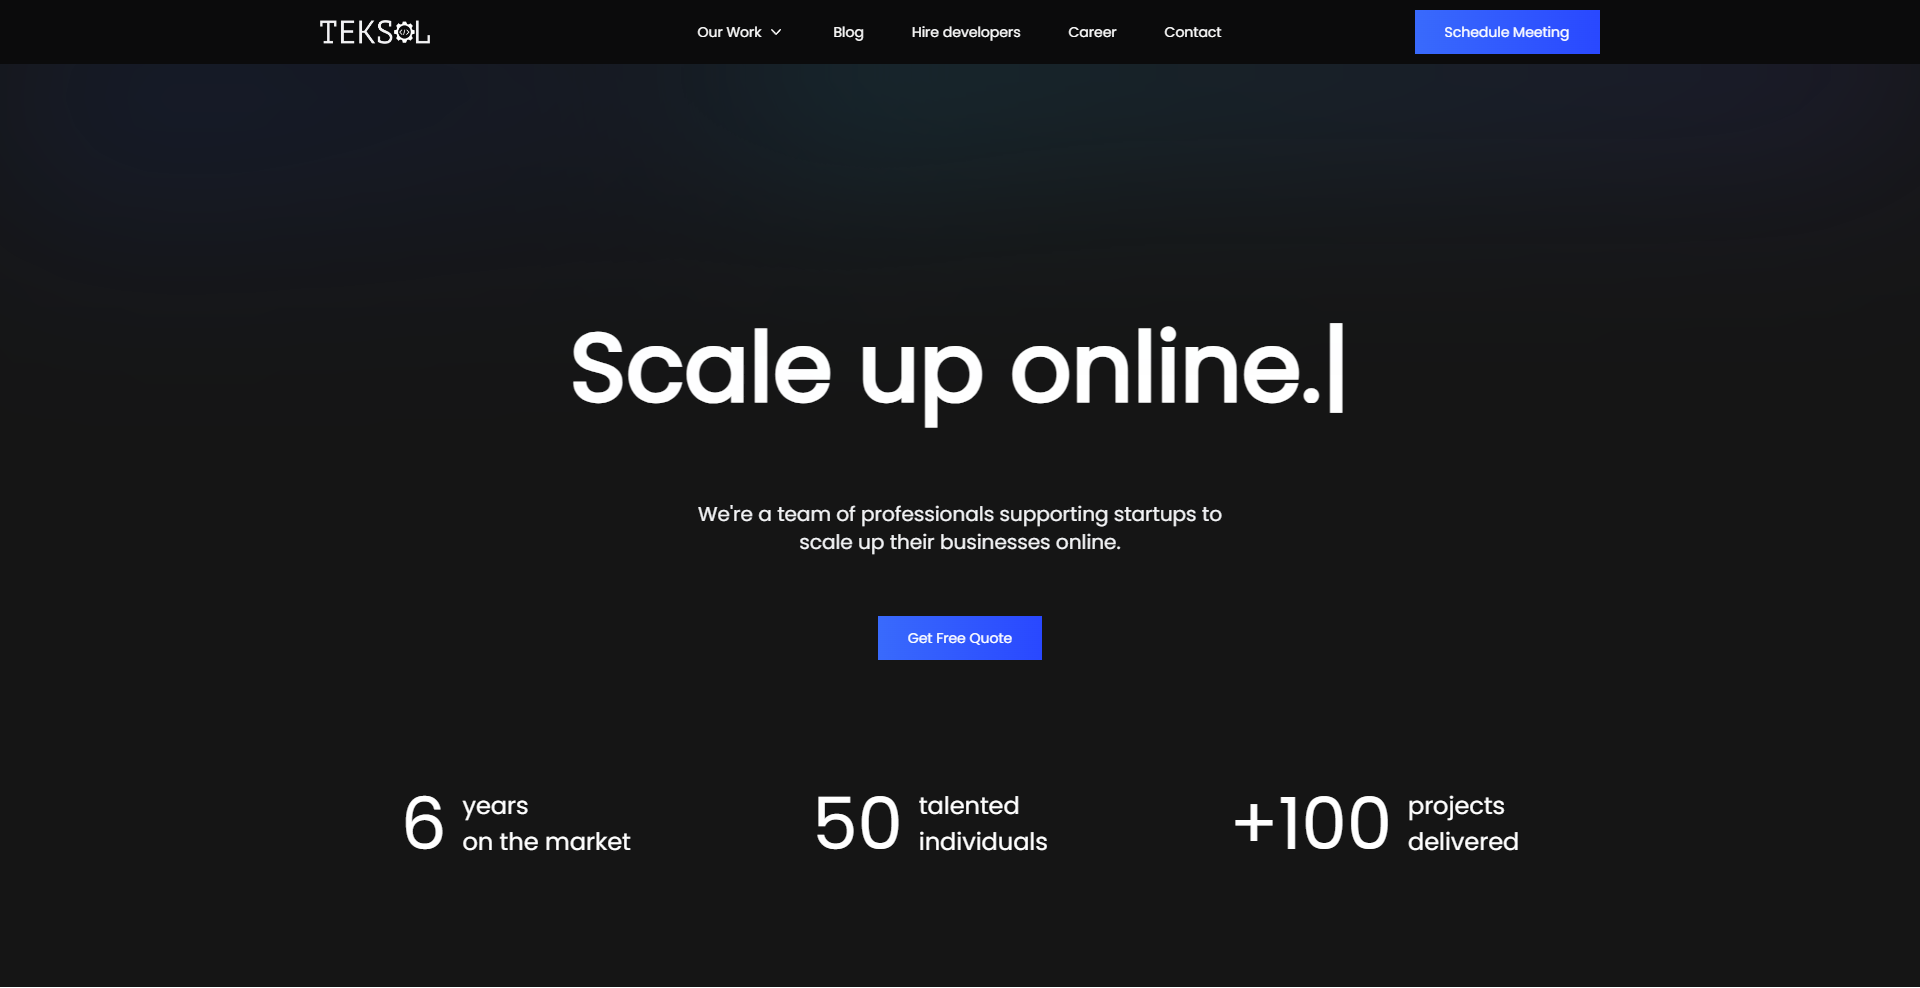 TEKSOL
Our Work
Blog
Hire developers
Career
Contact
Schedule Meeting
Scale up online.|
We're a team of professionals supporting startups to
scale up their businesses online.
Get Free Quote
6 years
on the market
50 talented
individuals
+100 projects
delivered